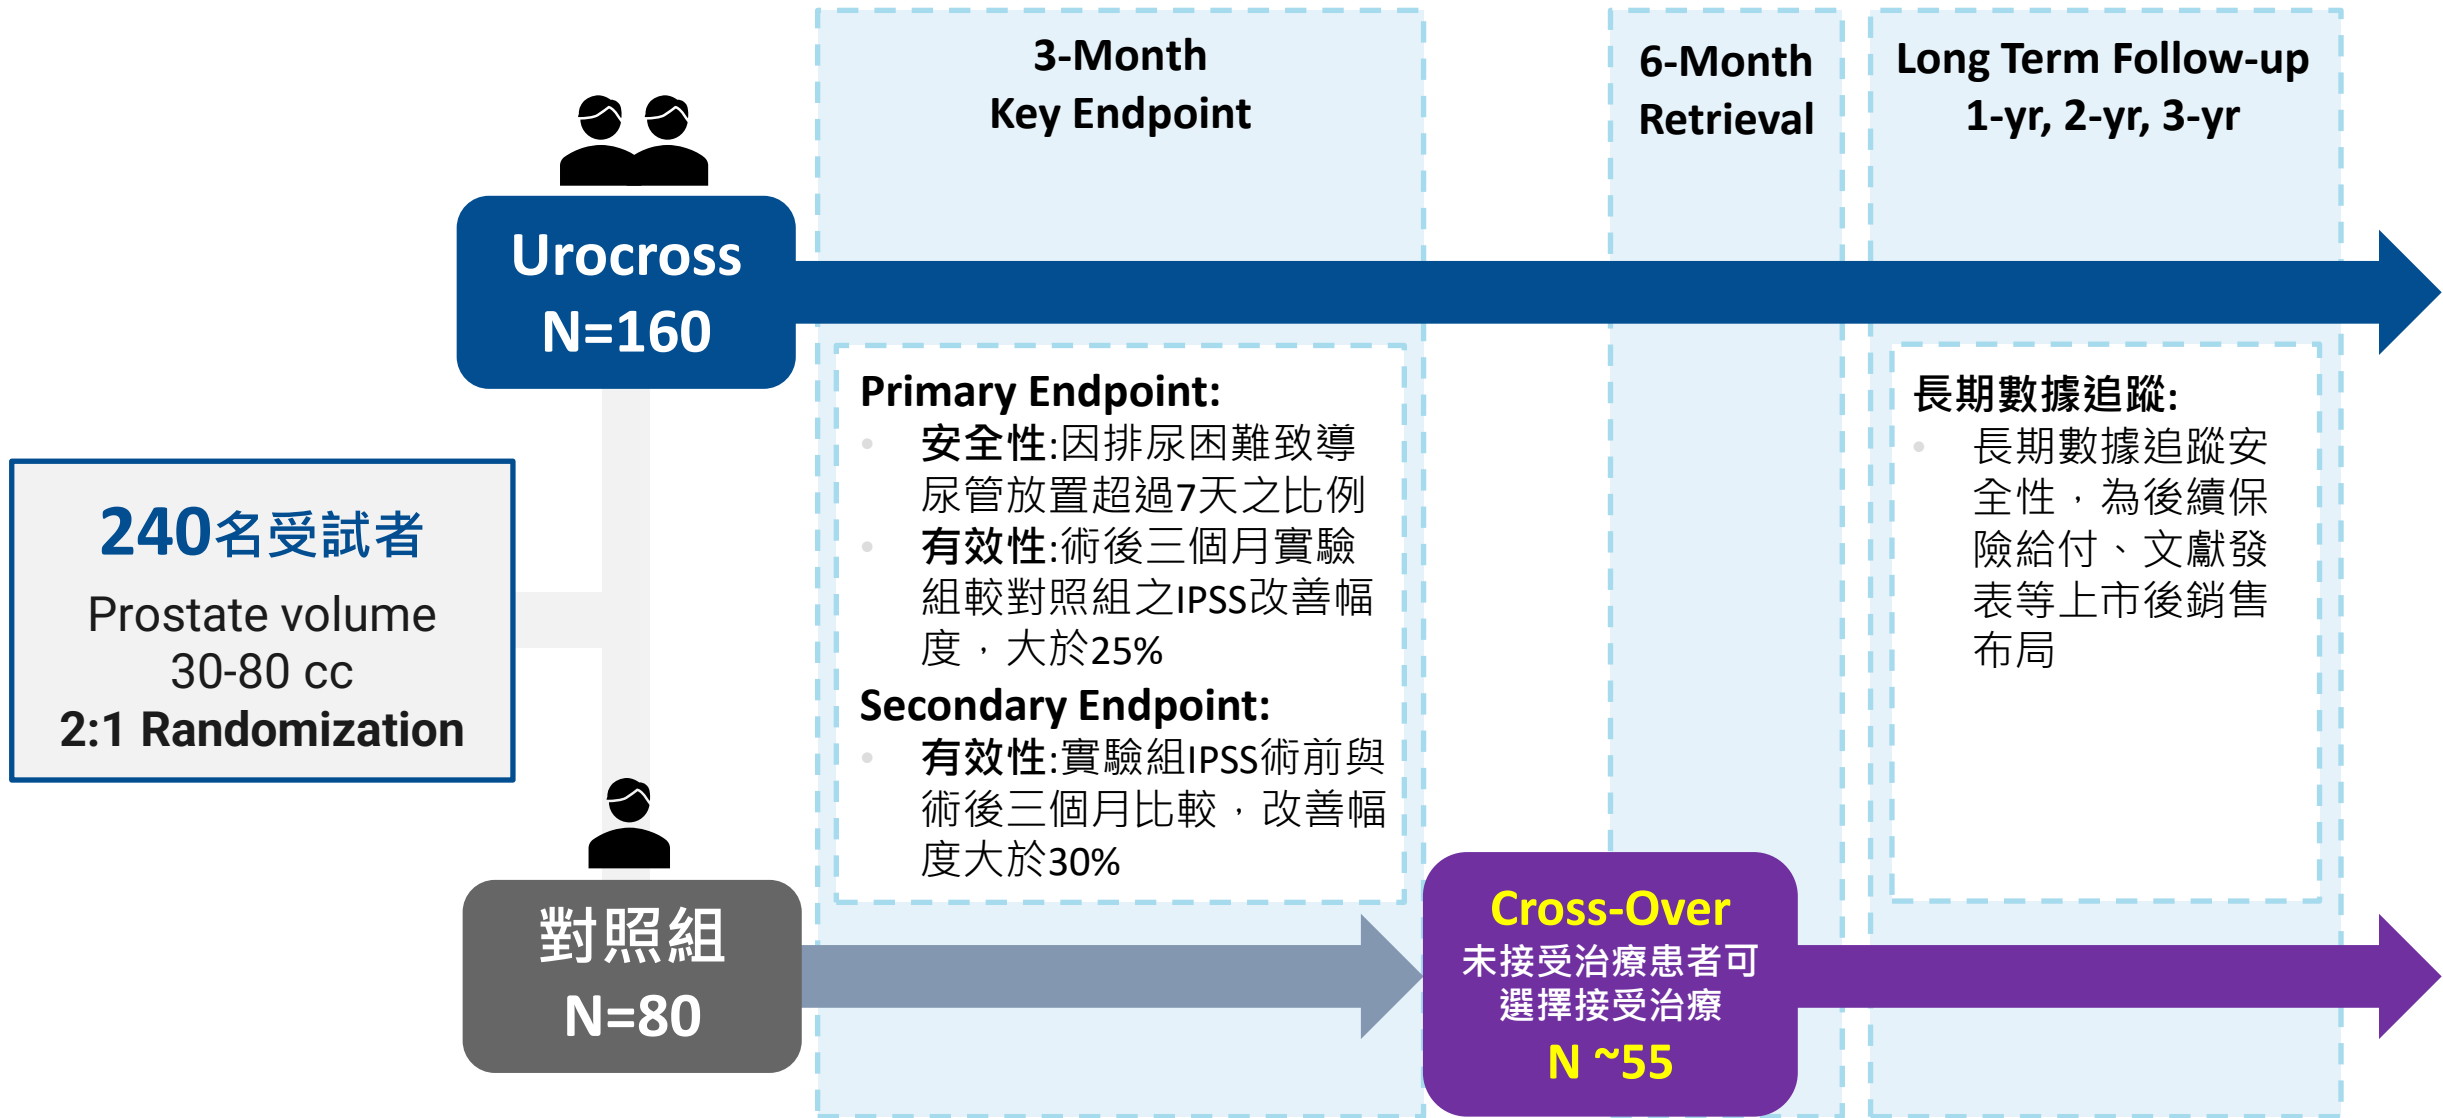 3-Month
Key Endpoint
6-Month
Retrieval
Long Term Follow-up
1-yr, 2-yr, 3-yr
Urocross
N=160
240名受試者
Prostate volume
30-80 cc
2:1 Randomization
Primary Endpoint:
• 安全性:因排尿困難致導
尿管放置超過7天之比例
• 有效性:術後三個月實驗
組較對照組之IPSS改善幅
度，大於25%
Secondary Endpoint:
• 有效性:實驗組IPSS術前與
術後三個月比較，改善幅
度大於30%
長期數據追蹤:
• 長期數據追蹤安
全性，為後續保
險給付、文獻發
表等上市後銷售
布局
對照組
N=80
Cross-Over
未接受治療患者可
選擇接受治療
N ~55